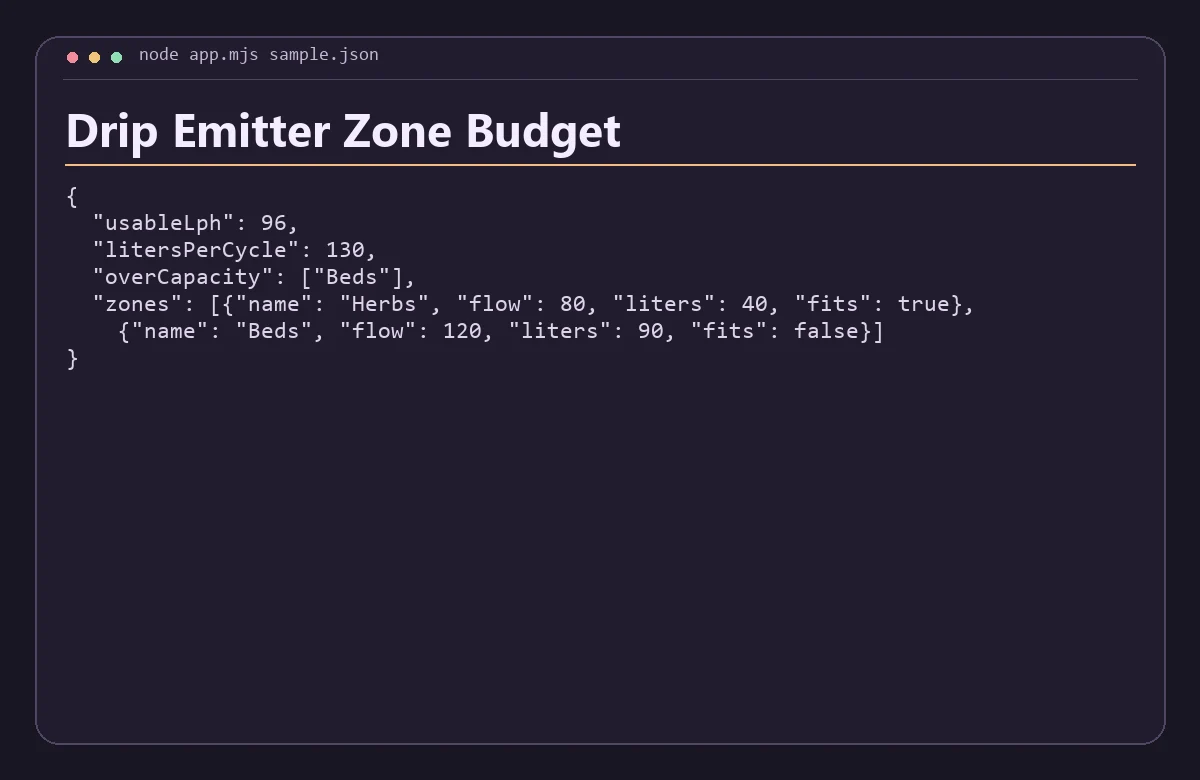 node app.mjs sample.json
Drip Emitter Zone Budget
{
  "usableLph": 96,
  "litersPerCycle": 130,
  "overCapacity": ["Beds"],
  "zones": [{"name": "Herbs", "flow": 80, "liters": 40, "fits": true},
    {"name": "Beds", "flow": 120, "liters": 90, "fits": false}]
}